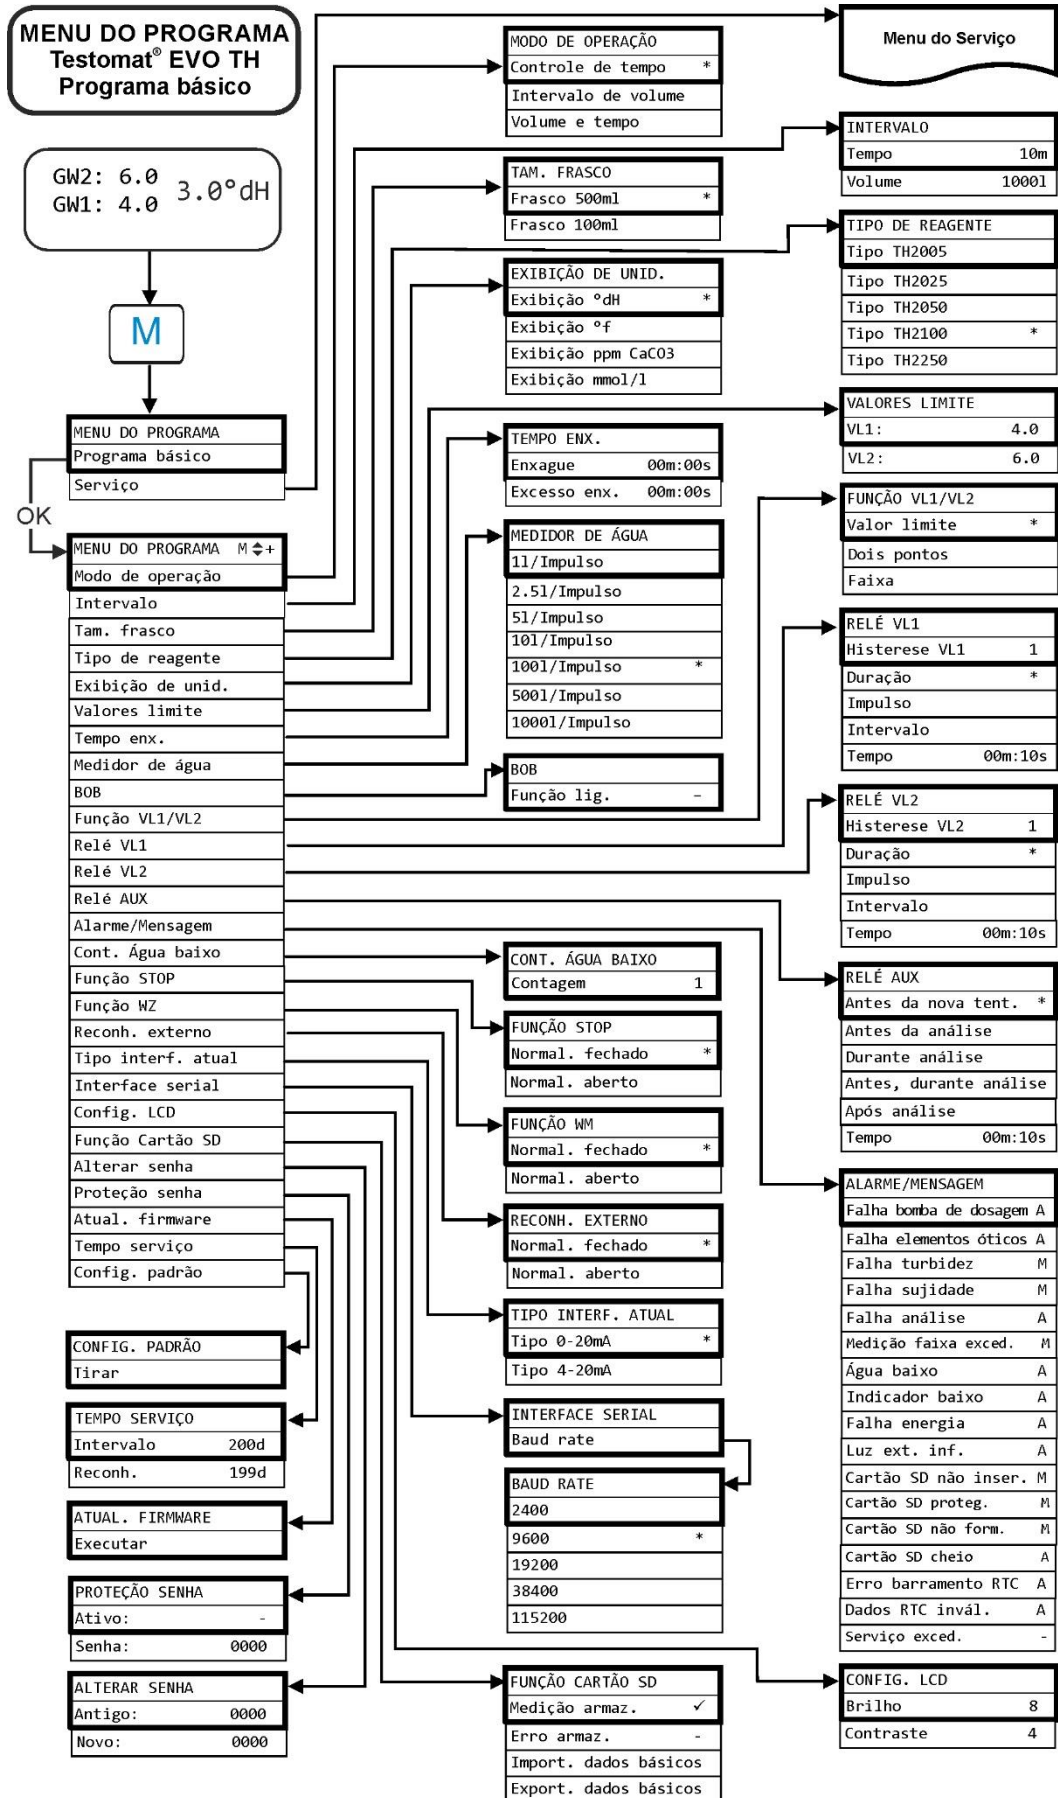 MENU DO PROGRAMA
Testomat® EVO TH
Programa básico
GW2: 6.0
GW1: 4.0
3.0°dH
M
MENU DO PROGRAMA
Programa básico
Serviço
OK
MENU DO PROGRAMA M +
Modo de operação
Intervalo
Tam. frasco
Tipo de reagente
Exibição de unid.
Valores limite
Tempo enx.
Medidor de água
BOB
Função VL1/VL2
Relé VL1
Relé VL2
Relé AUX
Alarme/Mensagem
Cont. Água baixo
Função STOP
Função WZ
Reconh. externo
Tipo interf. atual
Interface serial
Config. LCD
Função Cartão SD
Alterar senha
Proteção senha
Atual. firmware
Tempo serviço
Config. padrão
CONFIG. PADRÃO
Tirar
TEMPO SERVIÇO
Intervalo 200d
Reconh. 199d
ATUAL. FIRMWARE
Executar
PROTEÇÃO SENHA
Ativo: -
Senha: 0000
ALTERAR SENHA
Antigo: 0000
Novo: 0000
MODO DE OPERAÇÃO
Controle de tempo *
Intervalo de volume
Volume e tempo
TAM. FRASCO
Frasco 500ml *
Frasco 100ml
EXIBIÇÃO DE UNID.
Exibição °dH *
Exibição °f
Exibição ppm CaCO3
Exibição mmol/l
TEMPO ENX.
Enxague 00m:00s
Excesso enx. 00m:00s
MEDIDOR DE ÁGUA
1l/Impulso
2.5l/Impulso
5l/Impulso
10l/Impulso
100l/Impulso *
500l/Impulso
1000l/Impulso
BOB
Função lig. -
CONT. ÁGUA BAIXO
Contagem 1
FUNÇÃO STOP
Normal. fechado *
Normal. aberto
FUNÇÃO WM
Normal. fechado *
Normal. aberto
RECONH. EXTERNO
Normal. fechado *
Normal. aberto
TIPO INTERF. ATUAL
Tipo 0-20mA *
Tipo 4-20mA
INTERFACE SERIAL
Baud rate
BAUD RATE
2400
9600 *
19200
38400
115200
FUNÇÃO CARTÃO SD
Medição armaz. ✓
Erro armaz. -
Import. dados básicos
Export. dados básicos
Menu do Serviço
INTERVALO
Tempo 10m
Volume 1000l
TIPO DE REAGENTE
Tipo TH2005
Tipo TH2025
Tipo TH2050
Tipo TH2100 *
Tipo TH2250
VALORES LIMITE
VL1: 4.0
VL2: 6.0
FUNÇÃO VL1/VL2
Valor limite *
Dois pontos
Faixa
RELÉ VL1
Histerese VL1 1
Duração *
Impulso
Intervalo
Tempo 00m:10s
RELÉ VL2
Histerese VL2 1
Duração *
Impulso
Intervalo
Tempo 00m:10s
RELÉ AUX
Antes da nova tent. *
Antes da análise
Durante análise
Antes, durante análise
Após análise
Tempo 00m:10s
ALARME/MENSAGEM
Falha bomba de dosagem A
Falha elementos óticos A
Falha turbidez M
Falha sujidade M
Falha análise A
Medição faixa exced. M
Água baixo A
Indicador baixo A
Falha energia A
Luz ext. inf. A
Cartão SD não inser. M
Cartão SD proteg. M
Cartão SD não form. M
Cartão SD cheio A
Erro barramento RTC A
Dados RTC invál. A
Serviço exced. -
CONFIG. LCD
Brilho 8
Contraste 4